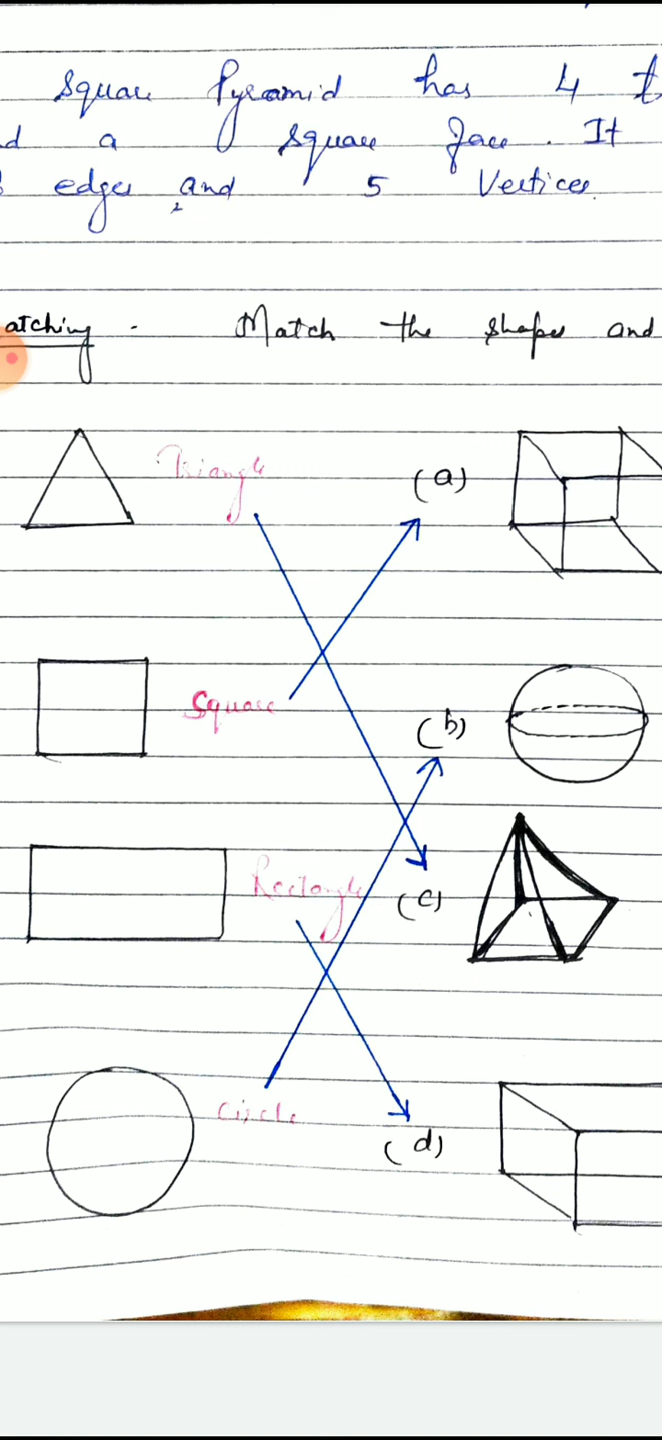 Square Pyramid has 4 t
d a square face. It
edges and 5 Vertices
atching - Match the shapes and
Triangle (a)
Square
(b)
Rectangle (c)
Circle
(d)